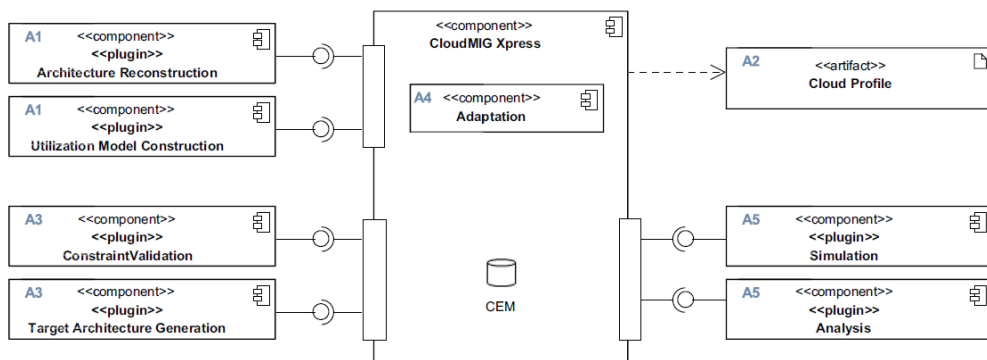 A1 <<component>>
<<plugin>>
Architecture Reconstruction
A1 <<component>>
<<plugin>>
Utilization Model Construction
A3 <<component>>
<<plugin>>
ConstraintValidation
A3 <<component>>
<<plugin>>
Target Architecture Generation
<<component>>
CloudMIG Xpress
A4 <<component>>
Adaptation
CEM
A2 <<artifact>>
Cloud Profile
A5 <<component>>
<<plugin>>
Simulation
A5 <<component>>
<<plugin>>
Analysis